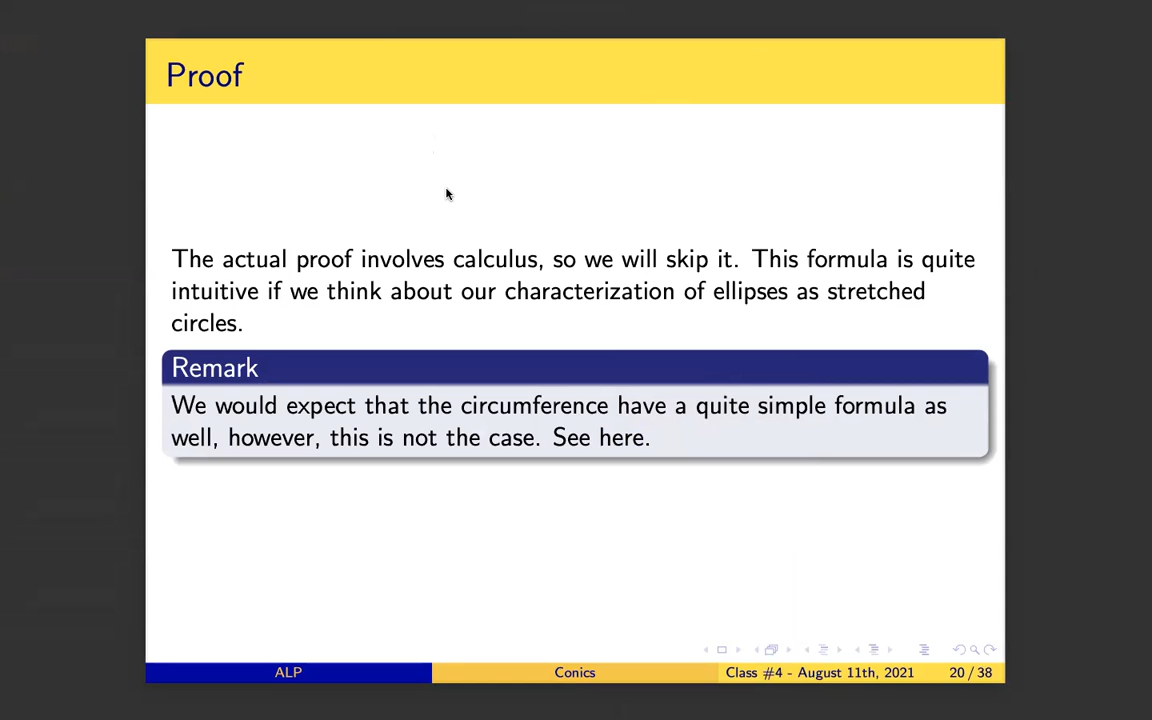 Proof
The actual proof involves calculus, so we will skip it. This formula is quite
intuitive if we think about our characterization of ellipses as stretched
circles.
Remark
We would expect that the circumference have a quite simple formula as
well, however, this is not the case. See here.
ALP Conics Class #4 - August 11th, 2021 20 / 38